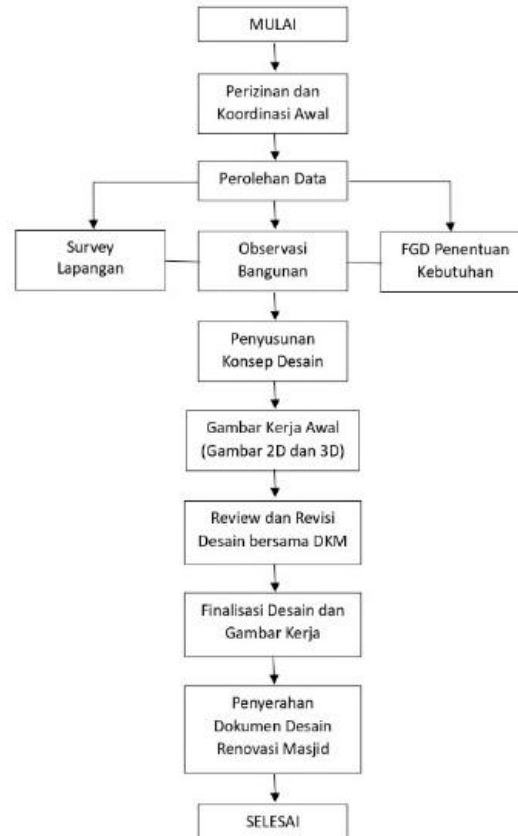 MULAI
Perizinan dan
Koordinasi Awal
Perolehan Data
Survey
Lapangan
Observasi
Bangunan
FGD Penentuan
Kebutuhan
Penyusunan
Konsep Desain
Gambar Kerja Awal
(Gambar 2D dan 3D)
Review dan Revisi
Desain bersama DKM
Finalisasi Desain dan
Gambar Kerja
Penyerahan
Dokumen Desain
Renovasi Masjid
SELESAI